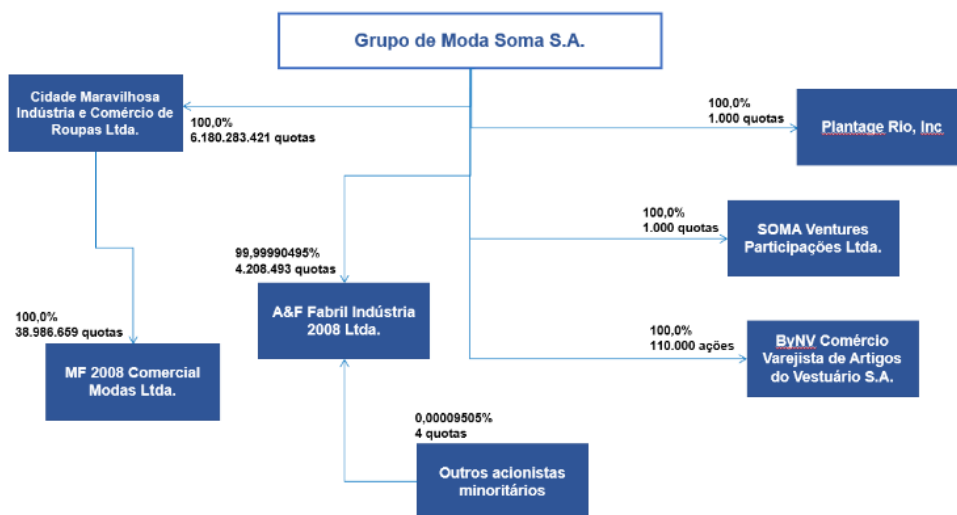 Grupo de Moda Soma S.A.
Cidade Maravilhosa
Indústria e Comércio de
Roupas Ltda.
100,0%
6.180.283.421 quotas
100,0%
1.000 quotas
Plantage Rio, Inc
100,0%
1.000 quotas
SOMA Ventures
Participações Ltda.
99,99990495%
4.208.493 quotas
A&F Fabril Indústria
2008 Ltda.
100,0%
38.986.659 quotas
MF 2008 Comercial
Modas Ltda.
100,0%
110.000 ações
ByNV Comércio
Varejista de Artigos
do Vestuário S.A.
0,00009505%
4 quotas
Outros acionistas
minoritários